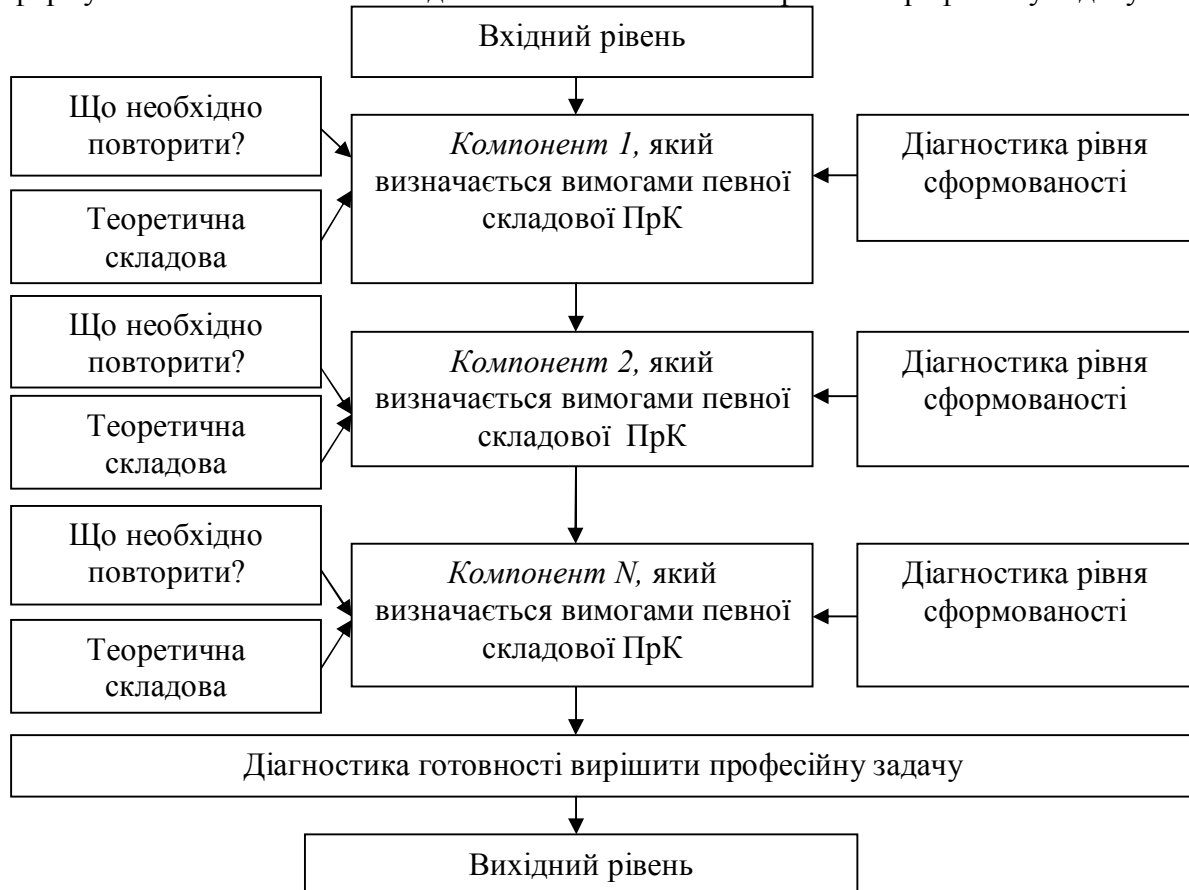 Вхідний рівень
Що необхідно
повторити?
Теоретична
складова
Компонент 1, який
визначається вимогами певної
складової ПрК
Діагностика рівня
сформованості
Що необхідно
повторити?
Теоретична
складова
Компонент 2, який
визначається вимогами певної
складової ПрК
Діагностика рівня
сформованості
Що необхідно
повторити?
Теоретична
складова
Компонент N, який
визначається вимогами певної
складової ПрК
Діагностика рівня
сформованості
Діагностика готовності вирішити професійну задачу
Вихідний рівень